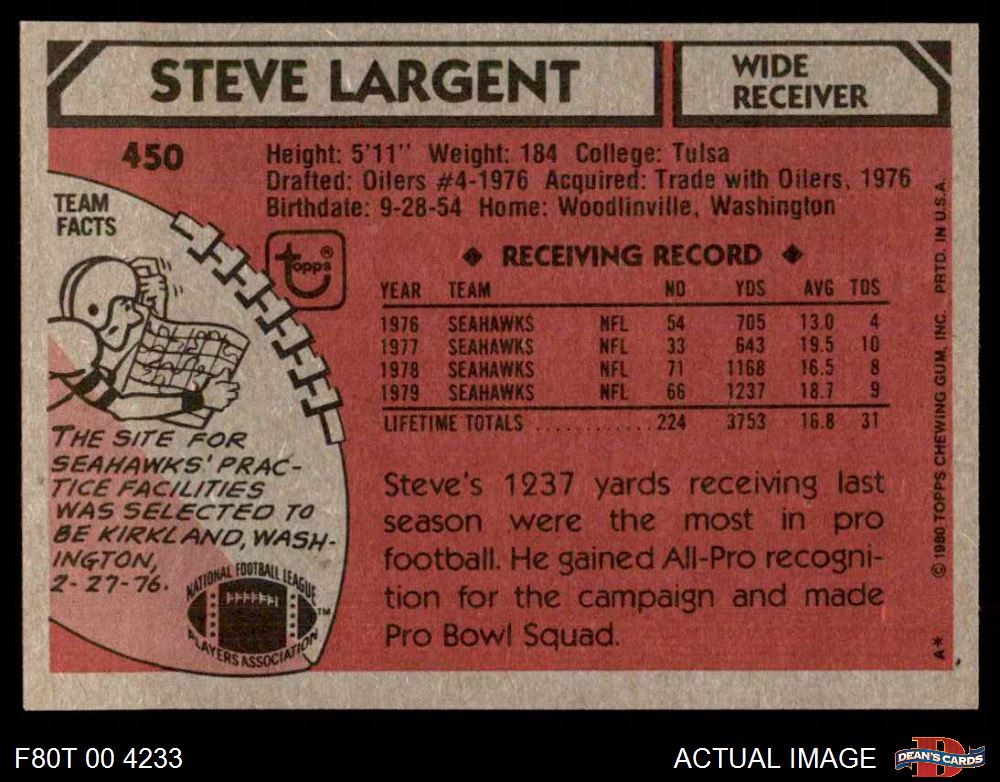 STEVE LARGENT
WIDE
RECEIVER
450
Height: 5'11" Weight: 184 College: Tulsa
Drafted: Oilers #4-1976 Acquired: Trade with Oilers, 1976
Birthdate: 9-28-54 Home: Woodlinville, Washington
TEAM
FACTS
topps®
THE SITE FOR
SEAHAWKS' PRAC-
TICE FACILITIES
WAS SELECTED TO
BE KIRKLAND, WASH-
INGTON,
2-27-76.
NATIONAL FOOTBALL LEAGUE
PLAYERS ASSOCIATION
TM
◆ RECEIVING RECORD ◆
YEAR TEAM NO YDS AVG TDS
1976 SEAHAWKS NFL 54 705 13.0 4
1977 SEAHAWKS NFL 33 643 19.5 10
1978 SEAHAWKS NFL 71 1168 16.5 8
1979 SEAHAWKS NFL 66 1237 18.7 9
LIFETIME TOTALS ............ 224 3753 16.8 31
Steve's 1237 yards receiving last
season were the most in pro
football. He gained All-Pro recogni-
tion for the campaign and made
Pro Bowl Squad.
A* © 1980 TOPPS CHEWING GUM, INC. PRTD. IN U.S.A.
F80T 00 4233
ACTUAL IMAGE
D
DEAN'S CARDS